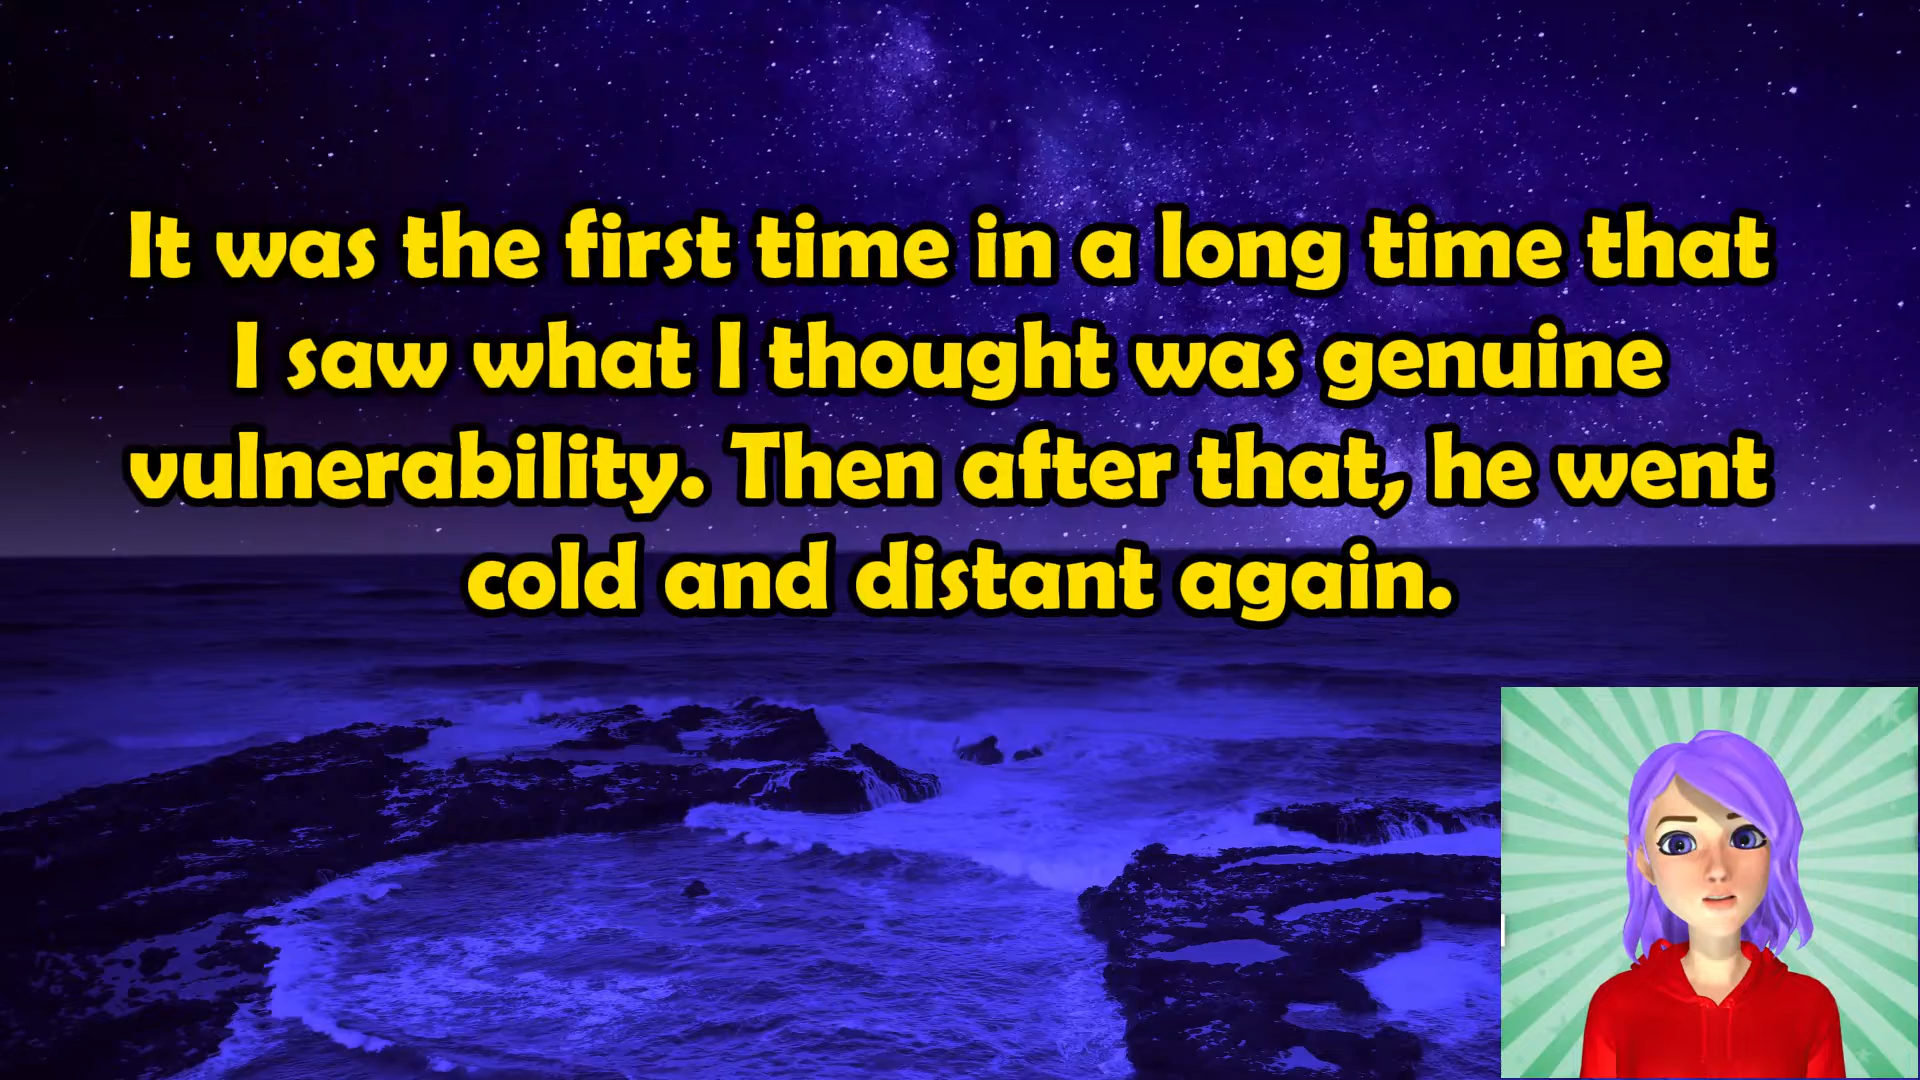 It was the first time in a long time that
I saw what I thought was genuine
vulnerability. Then after that, he went
cold and distant again.